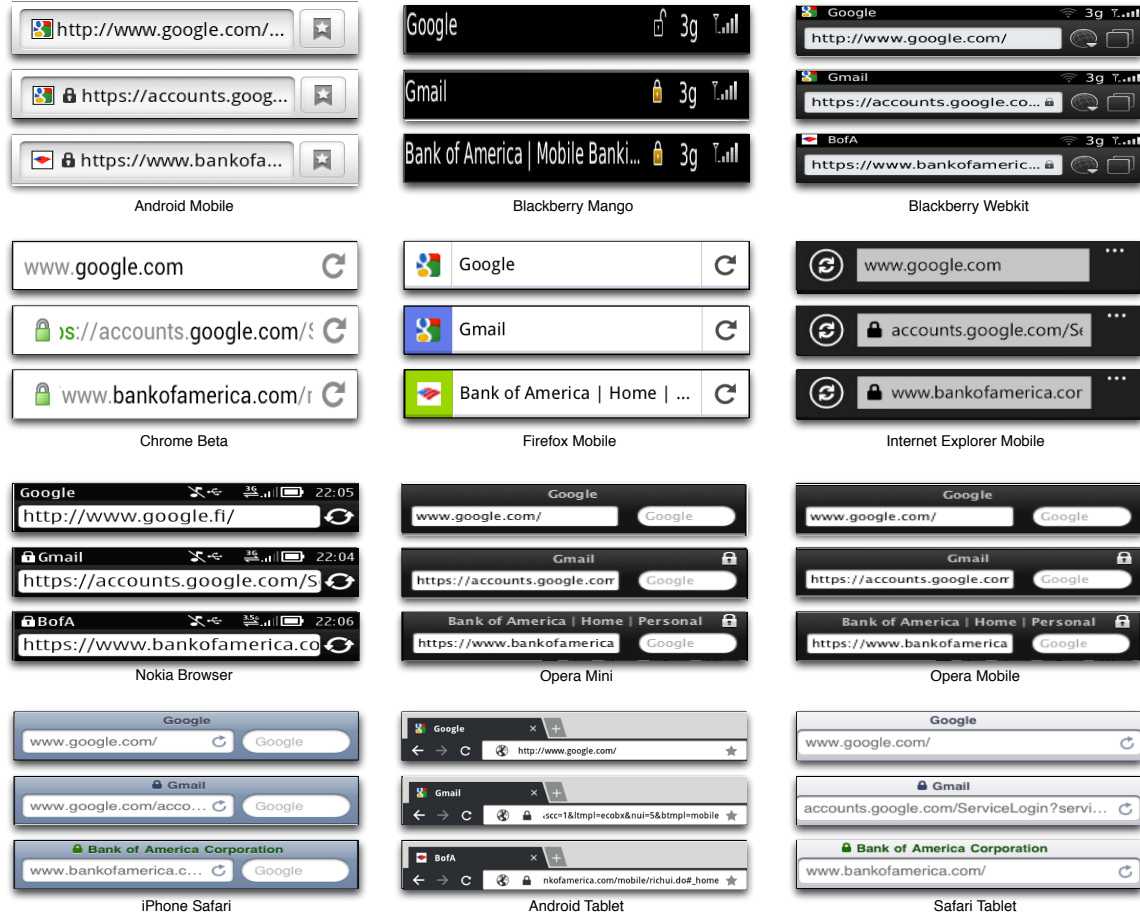 http://www.google.com/...
https://accounts.goog...
https://www.bankofa...
Android Mobile
Google 3g
Gmail 3g
Bank of America | Mobile Banki... 3g
Blackberry Mango
Google 3g
http://www.google.com/
Gmail 3g
https://accounts.google.co...
BofA 3g
https://www.bankofameric...
Blackberry Webkit
www.google.com
ps://accounts.google.com/S
www.bankofamerica.com/r
Chrome Beta
Google
Gmail
Bank of America | Home | ...
Firefox Mobile
www.google.com
accounts.google.com/Se
www.bankofamerica.cor
Internet Explorer Mobile
Google 3G 22:05
http://www.google.fi/
Gmail 3G 22:04
https://accounts.google.com/S
BofA 3.5G 22:06
https://www.bankofamerica.co
Nokia Browser
Google
www.google.com/ Google
Gmail
https://accounts.google.com Google
Bank of America | Home | Personal
https://www.bankofamerica Google
Opera Mini
Google
www.google.com/ Google
Gmail
https://accounts.google.com Google
Bank of America | Home | Personal
https://www.bankofamerica Google
Opera Mobile
Google
www.google.com/ Google
Gmail
www.google.com/acco... Google
Bank of America Corporation
www.bankofamerica.c... Google
iPhone Safari
Google
http://www.google.com/
Gmail
.scc=1&ltmpl=ecobx&nui=5&btmpl=mobile
BofA
nkofamerica.com/mobile/richui.do#_home
Android Tablet
Google
www.google.com/
Gmail
accounts.google.com/ServiceLogin?servi...
Bank of America Corporation
www.bankofamerica.com/
Safari Tablet